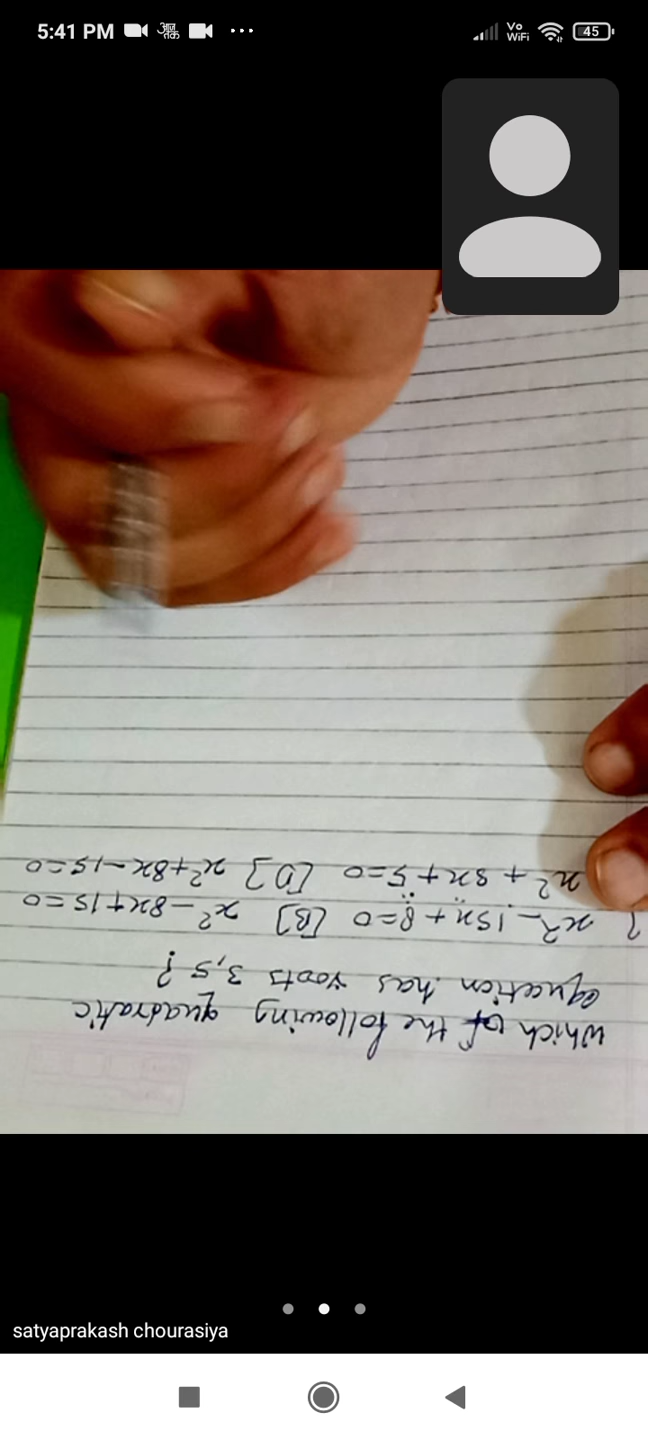 5:41 PM
Vo
WiFi
45
which of the following quadratic
equation has roots 3,5?
x² - 15x + 8 = 0 [B] x² - 8x + 15 = 0
x² + 3x + 5 = 0 [D] x² + 8x - 15 = 0
satyaprakash chourasiya